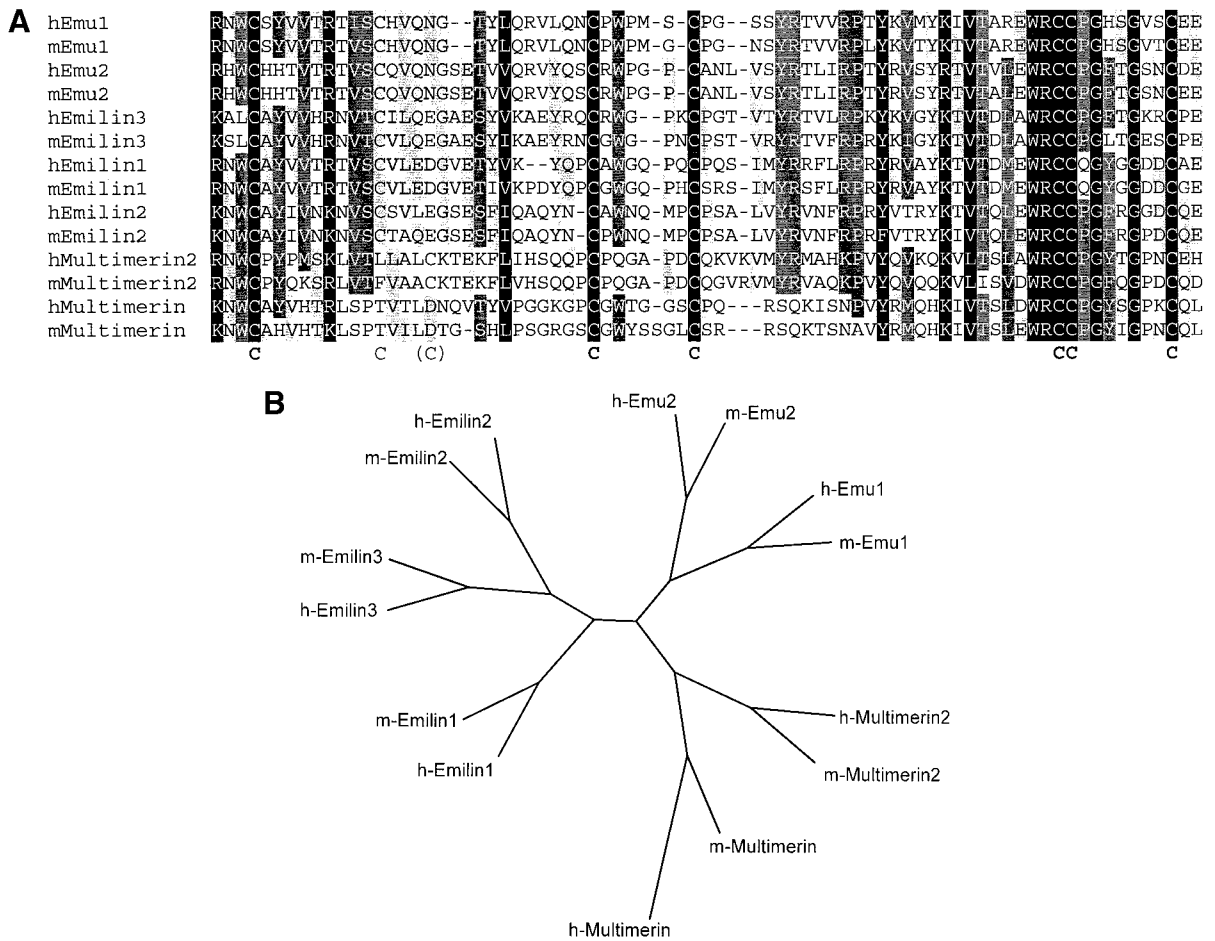 A
hEmu1 RNWCSYVVTRTISCHVQNG--TYLQRVLQNCPWPM-S-CPG--SSYRTVVRPTYKVMYKIVTAREWRCCPGHSGVSCEE
mEmu1 RNWCSYVVTRTVSCHVQNG--TYLQRVLQNCPWPM-G-CPG--NSYRTVVRPLYKVTYKTVTAREWRCCPGHSGVTCEE
hEmu2 RHWCHHTVTRTVSCQVQNGSETVVQRVYQSCRWPG-P-CANL-VSYRTLIRPTYRVSYRTVTVLEWRCCPGFTGSNCDE
mEmu2 RHWCHHTVTRTVSCQVQNGSETVVQRVYQSCRWPG-P-CANL-VSYRTLIRPTYRVSYRTVTALEWRCCPGFTGSNCEE
hEmilin3 KALCAYVVHRNVTCILQEGAESYVKAEYRQCRWG--PKCPGT-VTYRTVLRPKYKVGYKTVTDLAWRCCPGFTGKRCPE
mEmilin3 KSLCAYVVHRNVTCVLQEGAESYIKAEYRNCGWG--PNCPST-VRYRTVFRPKYKIGYKTVTDLAWRCCPGLTGESCPE
hEmilin1 RNWCAYVVTRTVSCVLEDGVETYVK--YQPCAWGQ-PQCPQS-IMYRRFLRPRYRVAYKTVTDMEWRCCQGYGGDDCAE
mEmilin1 RNWCAYVVTRTVSCVLEDGVETIVKPDYQPCGWGQ-PHCSRS-IMYRSFLRPRYRVAYKTVTDMEWRCCQGYGGDDCGE
hEmilin2 KNWCAYIVNKNVSCSVLEGSESFIQAQYN-CAWNQ-MPCPSA-LVYRVNFRPRYVTRYKTVTQLEWRCCPGFRGGDCQE
mEmilin2 KNWCAYIVNKNVSCTAQEGSESFIQAQYN-CPWNQ-MPCPSA-LVYRVNFRPRFVTRYKIVTQLEWRCCPGFRGPDCQE
hMultimerin2 RNWCPYPMSKLVTLLALCKTEKFLIHSQQPCPQGA-PDCQKVKVMYRMAHKPVYQVKQKVLTSLAWRCCPGYTGPNCEH
mMultimerin2 RNWCPYQKSRLVTFVAACKTEKFLVHSQQPCPQGA-PDCQGVRVMYRVAQKPVYQVQQKVLISVDWRCCPGFQGPDCQD
hMultimerin KNWCAYVHTRLSPTVTLDNQVTYVPGGKGPCGWTG-GSCPQ---RSQKISNPVYRMQHKIVTSLDWRCCPGYSGPKCQL
mMultimerin KNWCAHVHTKLSPTVILDTG-SHLPSGRGSCGWYSSGLCSR---RSQKTSNAVYRMQHKIVTSLEWRCCPGYIGPNCQL
C C (C) C C CC C
B
h-Emilin2
m-Emilin2
m-Emilin3
h-Emilin3
m-Emilin1
h-Emilin1
h-Emu2
m-Emu2
h-Emu1
m-Emu1
h-Multimerin2
m-Multimerin2
m-Multimerin
h-Multimerin